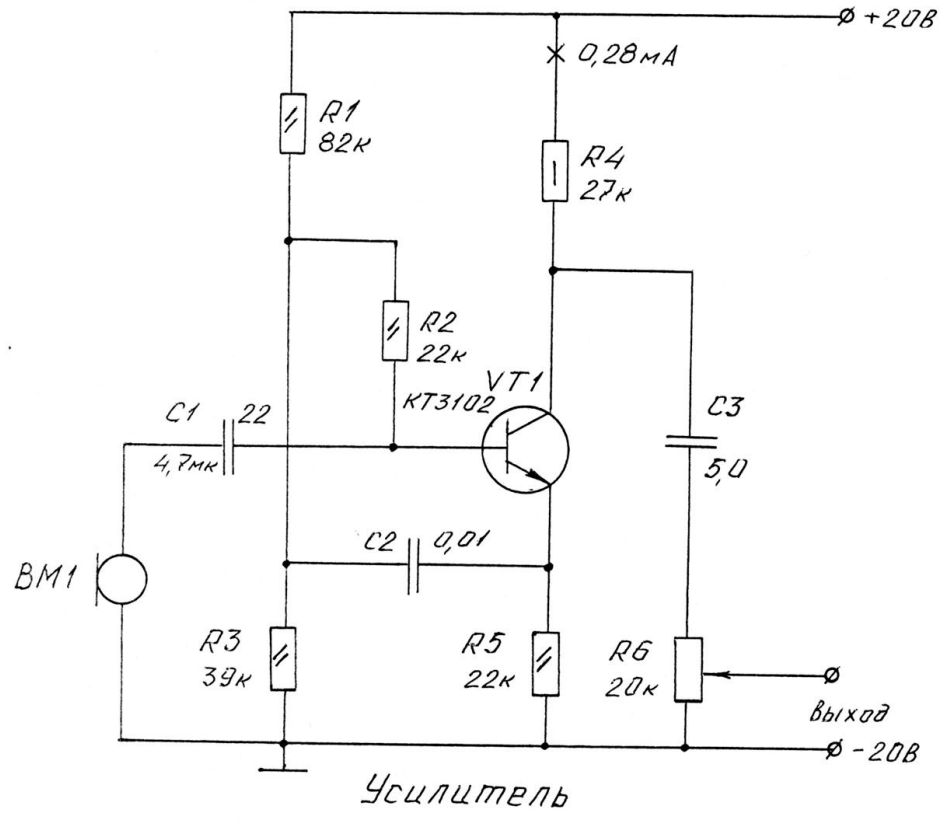 +20В
0,28мА
R1
82к
R4
27к
R2
22к
VT1
КТ3102
C1 22
4,7мк
C3
5,0
C2 0,01
ВМ1
R3
39к
R5
22к
R6
20к
Выход
-20В
Усилитель